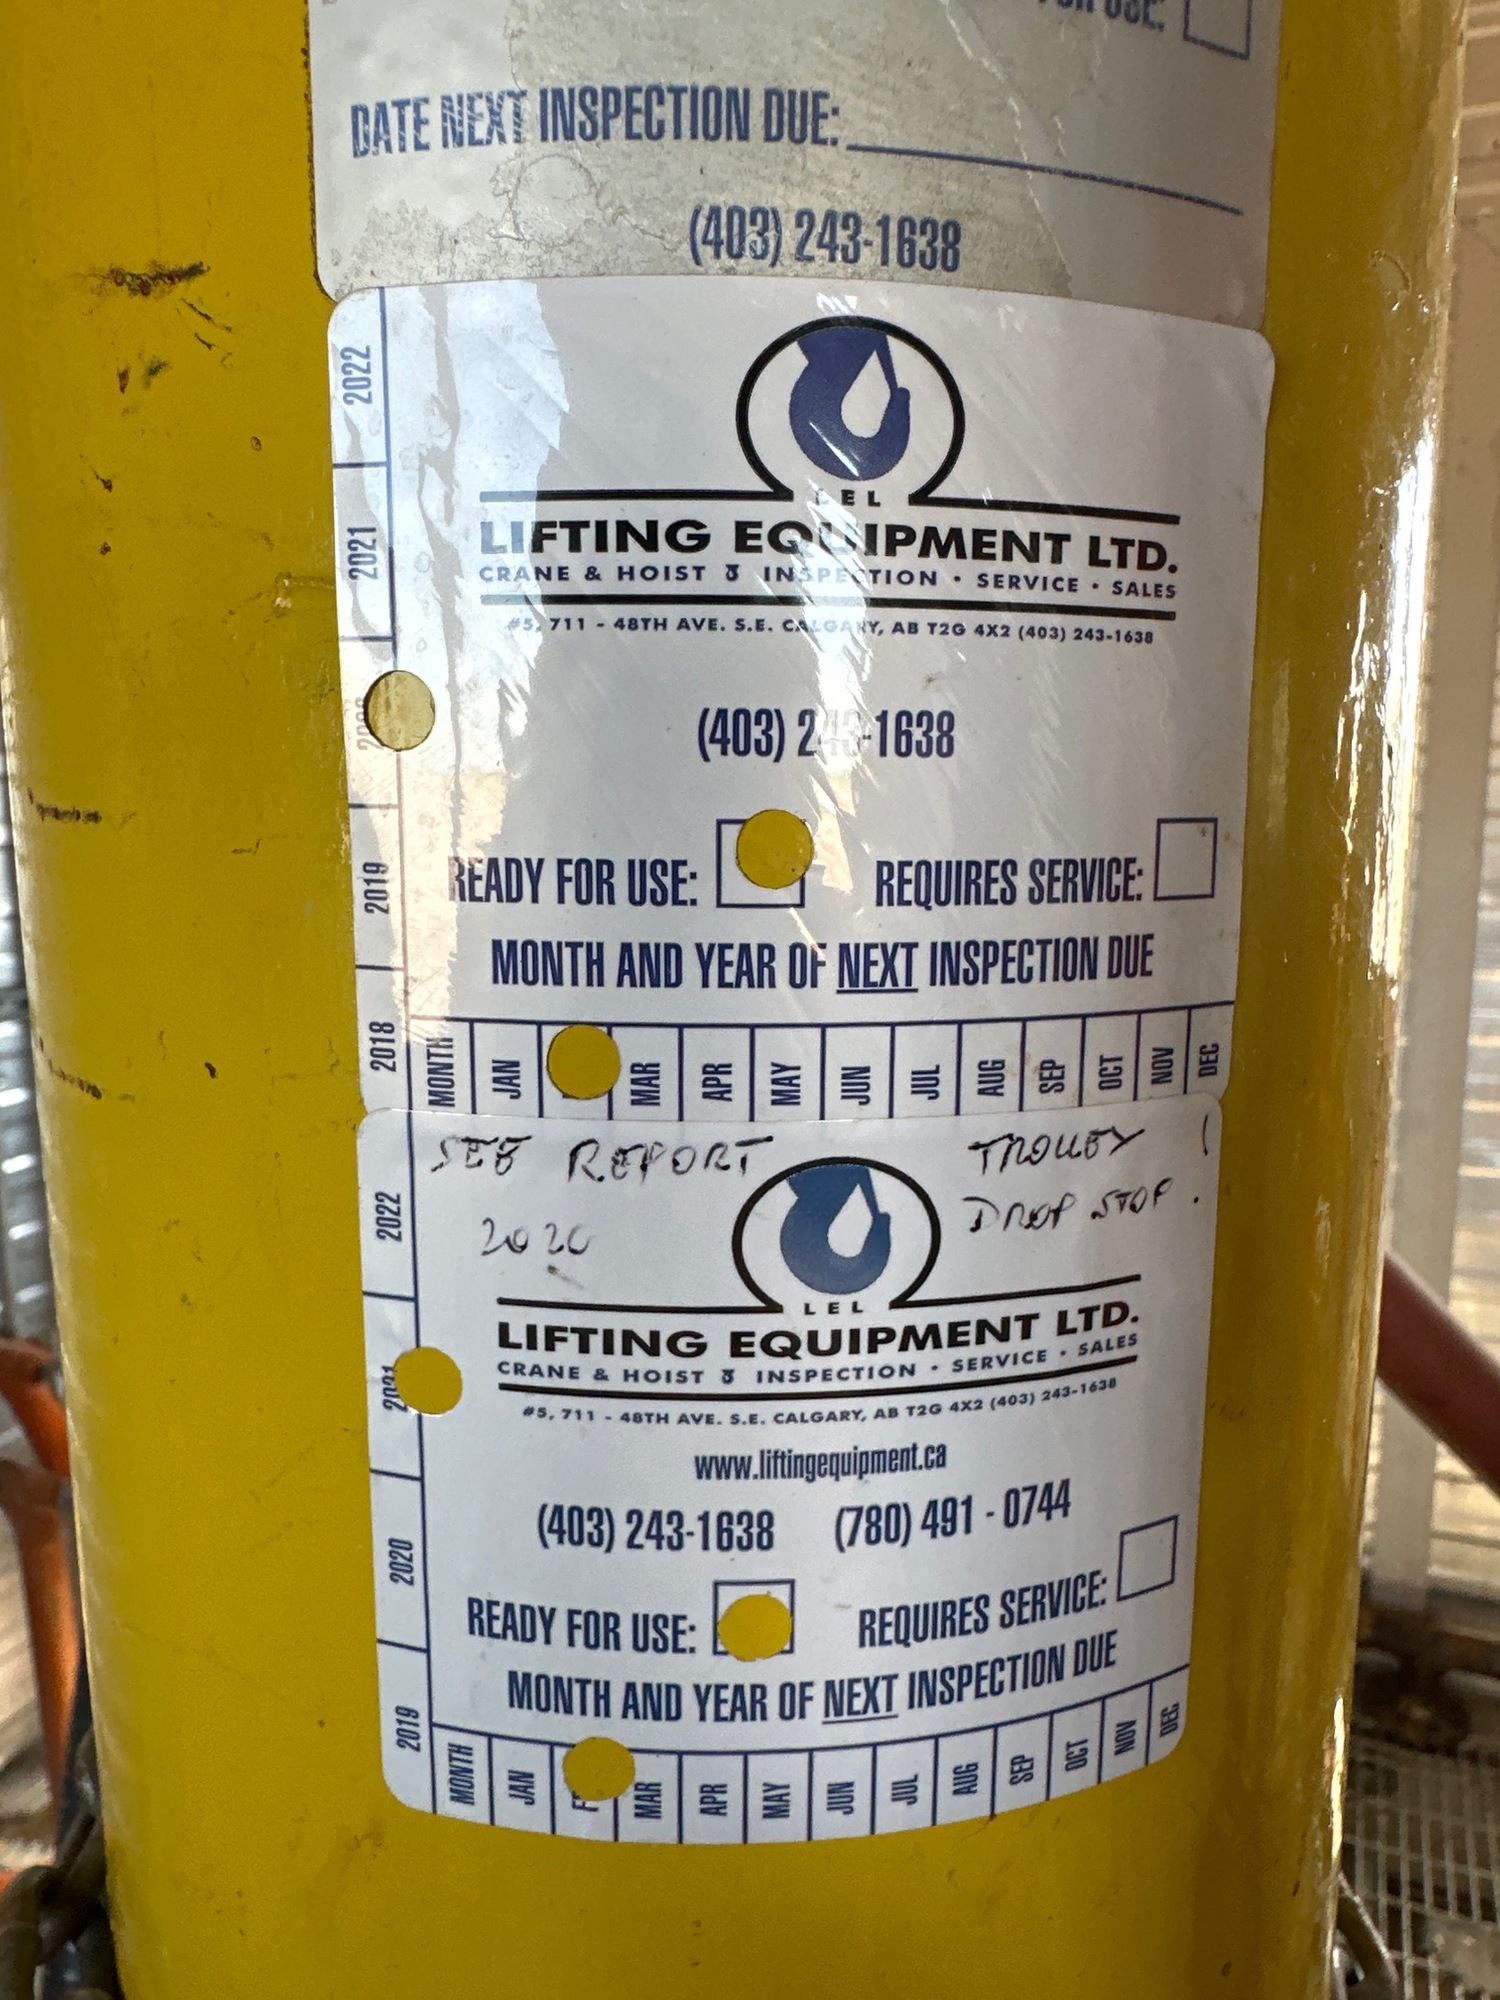 FOR USE:
DATE NEXT INSPECTION DUE:
(403) 243-1638
2022
2021
2019
2018
LEL
LIFTING EQUIPMENT LTD.
CRANE & HOIST & INSPECTION • SERVICE • SALES
#5, 711 - 48TH AVE. S.E. CALGARY, AB T2G 4X2 (403) 243-1638
(403) 243-1638
READY FOR USE: REQUIRES SERVICE:
MONTH AND YEAR OF NEXT INSPECTION DUE
MONTH JAN MAR APR MAY JUN JUL AUG SEP OCT NOV DEC
SEE REPORT TROLLEY !
2020 DROP STOP.
2022
2021
2020
2019
LEL
LIFTING EQUIPMENT LTD.
CRANE & HOIST & INSPECTION • SERVICE • SALES
#5, 711 - 48TH AVE. S.E. CALGARY, AB T2G 4X2 (403) 243-1638
www.liftingequipment.ca
(403) 243-1638 (780) 491 - 0744
READY FOR USE: REQUIRES SERVICE:
MONTH AND YEAR OF NEXT INSPECTION DUE
MONTH JAN MAR APR MAY JUN JUL AUG SEP OCT NOV DEC